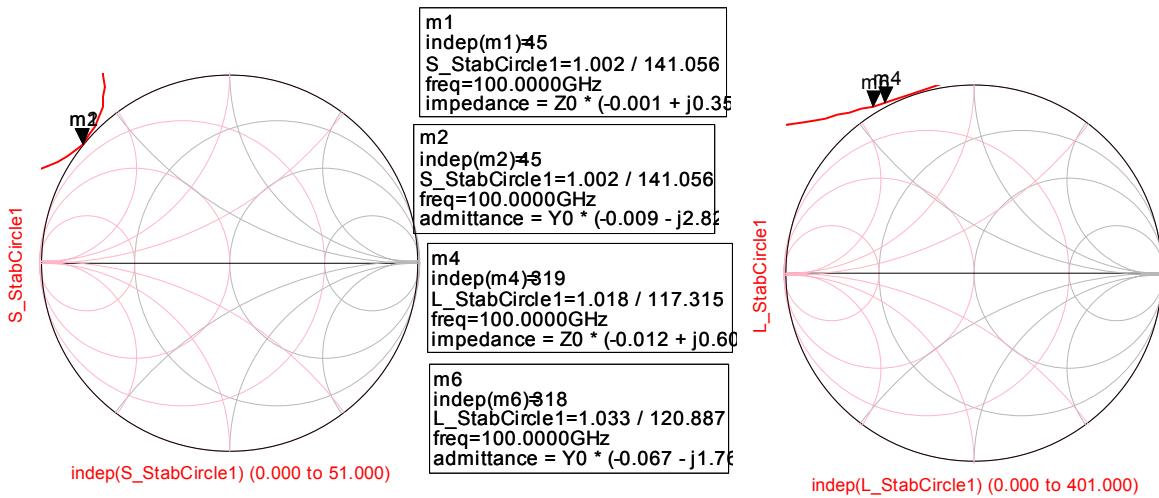 m1
indep(m1)=45
S_StabCircle1=1.002 / 141.056
freq=100.0000GHz
impedance = Z0 * (-0.001 + j0.35
m2
indep(m2)=45
S_StabCircle1=1.002 / 141.056
freq=100.0000GHz
admittance = Y0 * (-0.009 - j2.82
m4
indep(m4)=319
L_StabCircle1=1.018 / 117.315
freq=100.0000GHz
impedance = Z0 * (-0.012 + j0.60
m6
indep(m6)=318
L_StabCircle1=1.033 / 120.887
freq=100.0000GHz
admittance = Y0 * (-0.067 - j1.76
S_StabCircle1
indep(S_StabCircle1) (0.000 to 51.000)
m4
L_StabCircle1
indep(L_StabCircle1) (0.000 to 401.000)